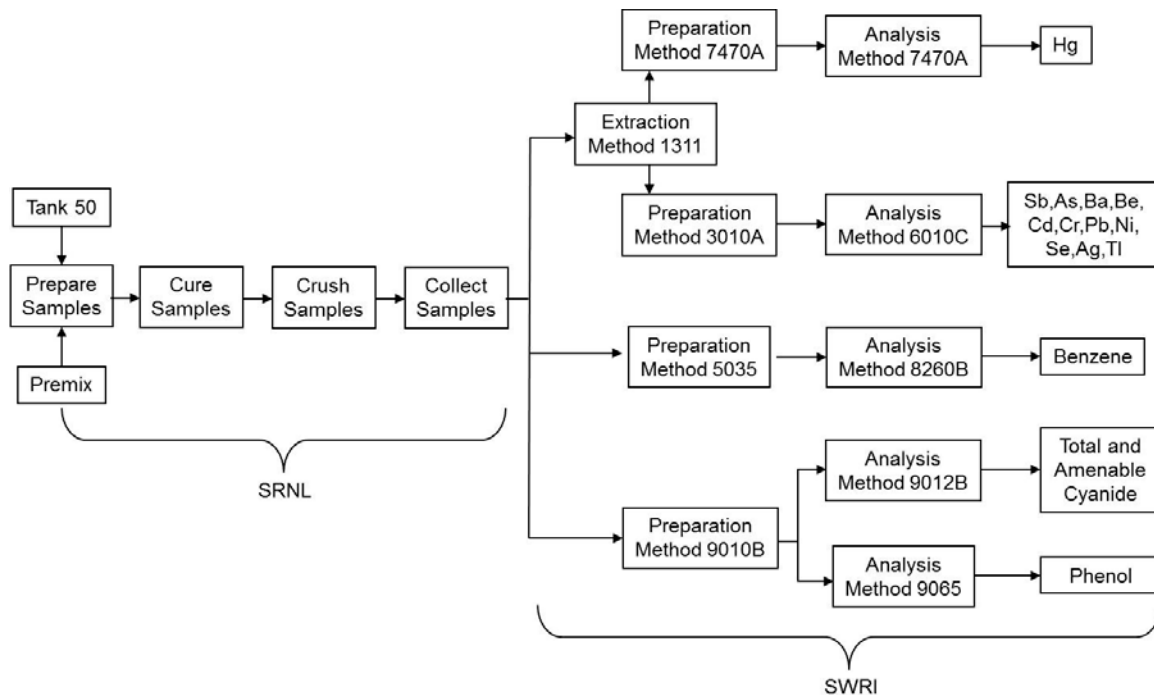 Tank 50
Prepare
Samples
Premix
Cure
Samples
Crush
Samples
Collect
Samples
SRNL
Extraction
Method 1311
Preparation
Method 7470A
Analysis
Method 7470A
Hg
Preparation
Method 3010A
Analysis
Method 6010C
Sb,As,Ba,Be,
Cd,Cr,Pb,Ni,
Se,Ag,Tl
Preparation
Method 5035
Analysis
Method 8260B
Benzene
Preparation
Method 9010B
Analysis
Method 9012B
Total and
Amenable
Cyanide
Analysis
Method 9065
Phenol
SWRI